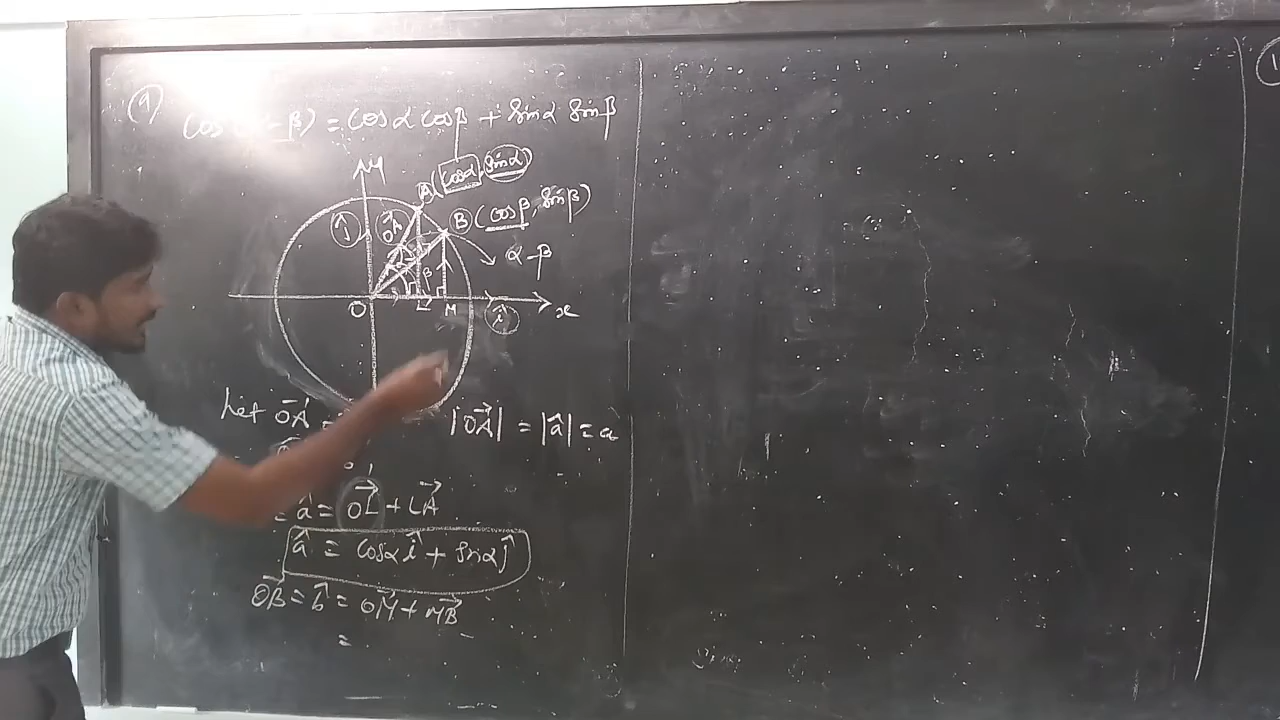 9) cos(α-β) = cosα cosβ + sinα sinβ
y
A (cosα, sinα)
ĵ
B (cosβ, sinβ)
α-β
β
O L M î x
Let OA⃗ = |OA⃗| = |â| = a
â = OL⃗ + LA⃗
â = cosα î + sinα ĵ
OB⃗ = b̂ = OM⃗ + MB⃗
=